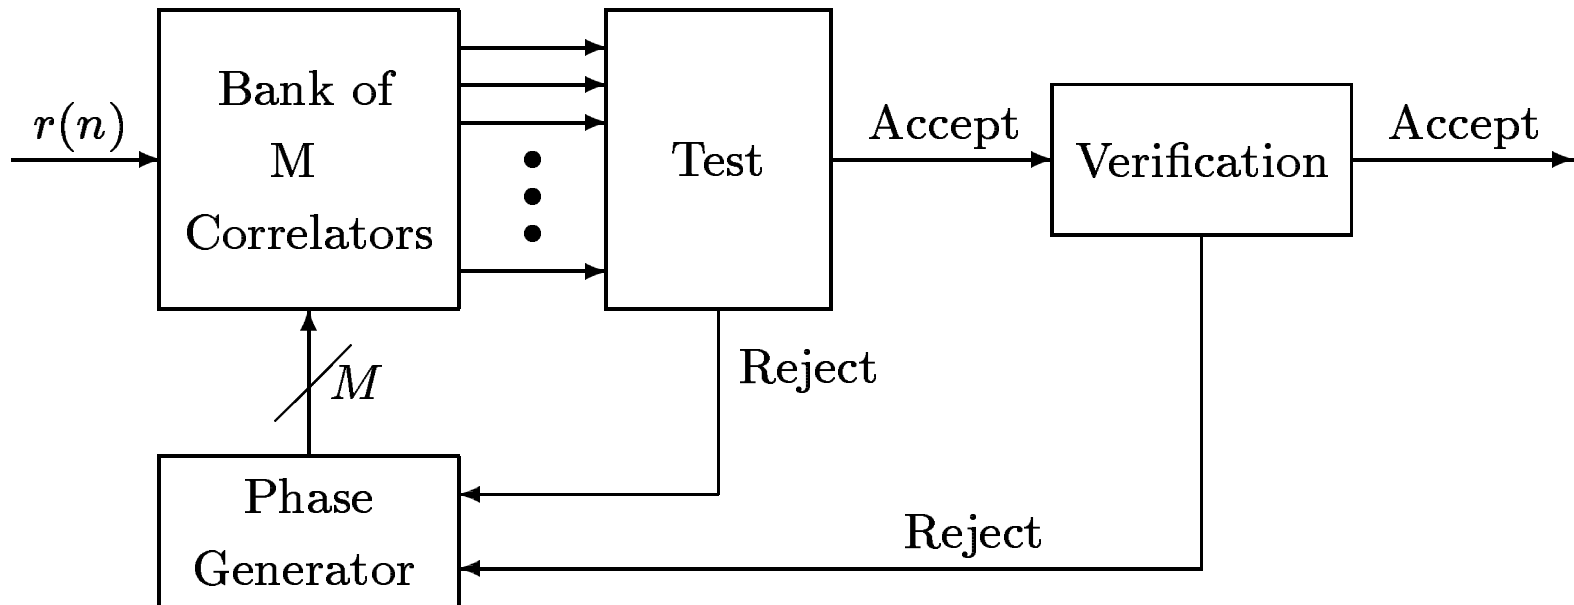 r(n)
Bank of
M
Correlators
Test
Accept
Verification
Accept
M
Reject
Phase
Generator
Reject